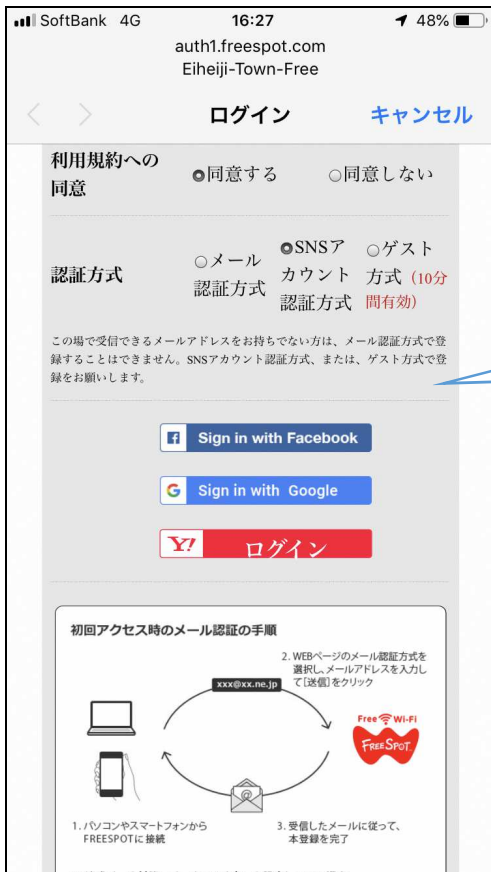 SoftBank 4G 16:27 48%
auth1.freespot.com
Eiheiji-Town-Free
ログイン キャンセル
利用規約への
同意
同意する 同意しない
認証方式
メール
認証方式
SNSア
カウント
認証方式
ゲスト
方式（10分
間有効）
この場で受信できるメールアドレスをお持ちでない方は、メール認証方式で登
録することはできません。SNSアカウント認証方式、または、ゲスト方式で登
録をお願いします。
Sign in with Facebook
G Sign in with Google
Y! ログイン
初回アクセス時のメール認証の手順
2. WEBページのメール認証方式を
選択し、メールアドレスを入力し
て［送信］をクリック
xxx@xx.ne.jp
Free Wi-Fi
FREESPOT
1. パソコンやスマートフォンから
FREESPOTに接続
3. 受信したメールに従って、
本登録を完了